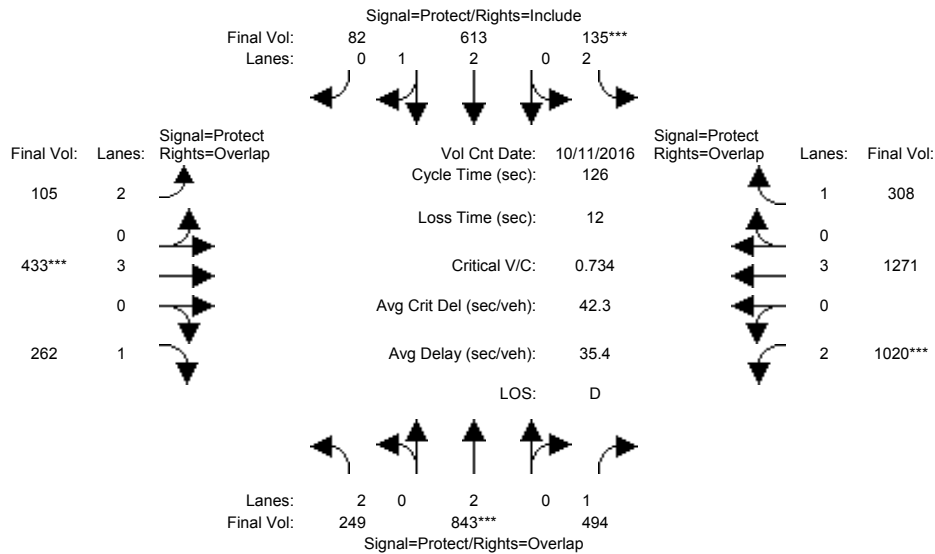 Signal=Protect/Rights=Include
Final Vol: 82 613 135***
Lanes: 0 1 2 0 2
Signal=Protect
Final Vol: Lanes: Rights=Overlap
Vol Cnt Date: 10/11/2016
Signal=Protect
Rights=Overlap Lanes: Final Vol:
Cycle Time (sec): 126
105 2
1 308
Loss Time (sec): 12
0
0
433*** 3
Critical V/C: 0.734
3 1271
0
Avg Crit Del (sec/veh): 42.3
0
262 1
Avg Delay (sec/veh): 35.4
2 1020***
LOS: D
Lanes: 2 0 2 0 1
Final Vol: 249 843*** 494
Signal=Protect/Rights=Overlap